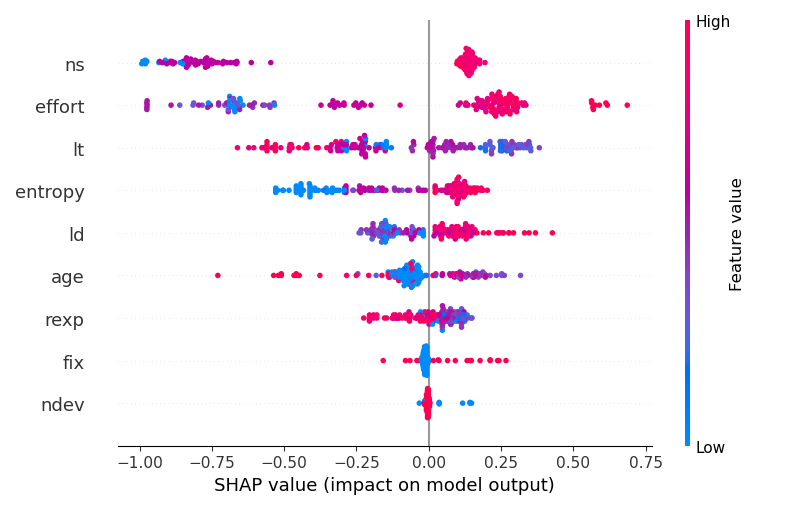 High
ns
effort
lt
entropy
ld
age
rexp
fix
ndev
Feature value
Low
−1.00 −0.75 −0.50 −0.25 0.00 0.25 0.50 0.75
SHAP value (impact on model output)